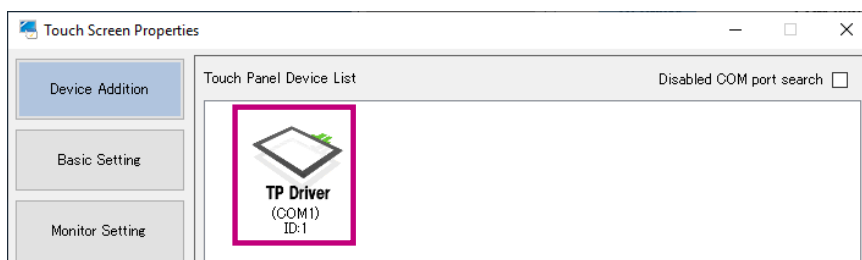 Touch Screen Properties
Device Addition
Touch Panel Device List
Disabled COM port search
Basic Setting
TP Driver
(COM1)
ID:1
Monitor Setting